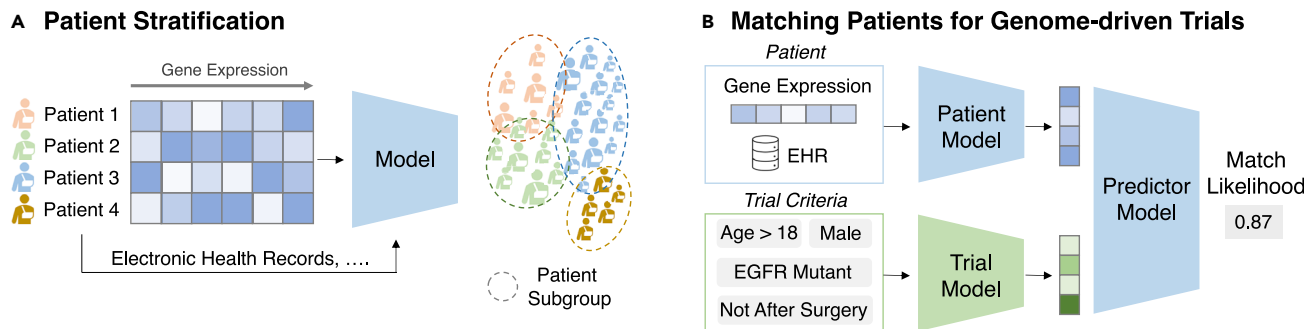 A Patient Stratification
Gene Expression
Patient 1
Patient 2
Patient 3
Patient 4
Model
Electronic Health Records, ....
Patient
Subgroup
B Matching Patients for Genome-driven Trials
Patient
Gene Expression
EHR
Patient
Model
Trial Criteria
Age > 18
Male
EGFR Mutant
Not After Surgery
Trial
Model
Predictor
Model
Match
Likelihood
0.87